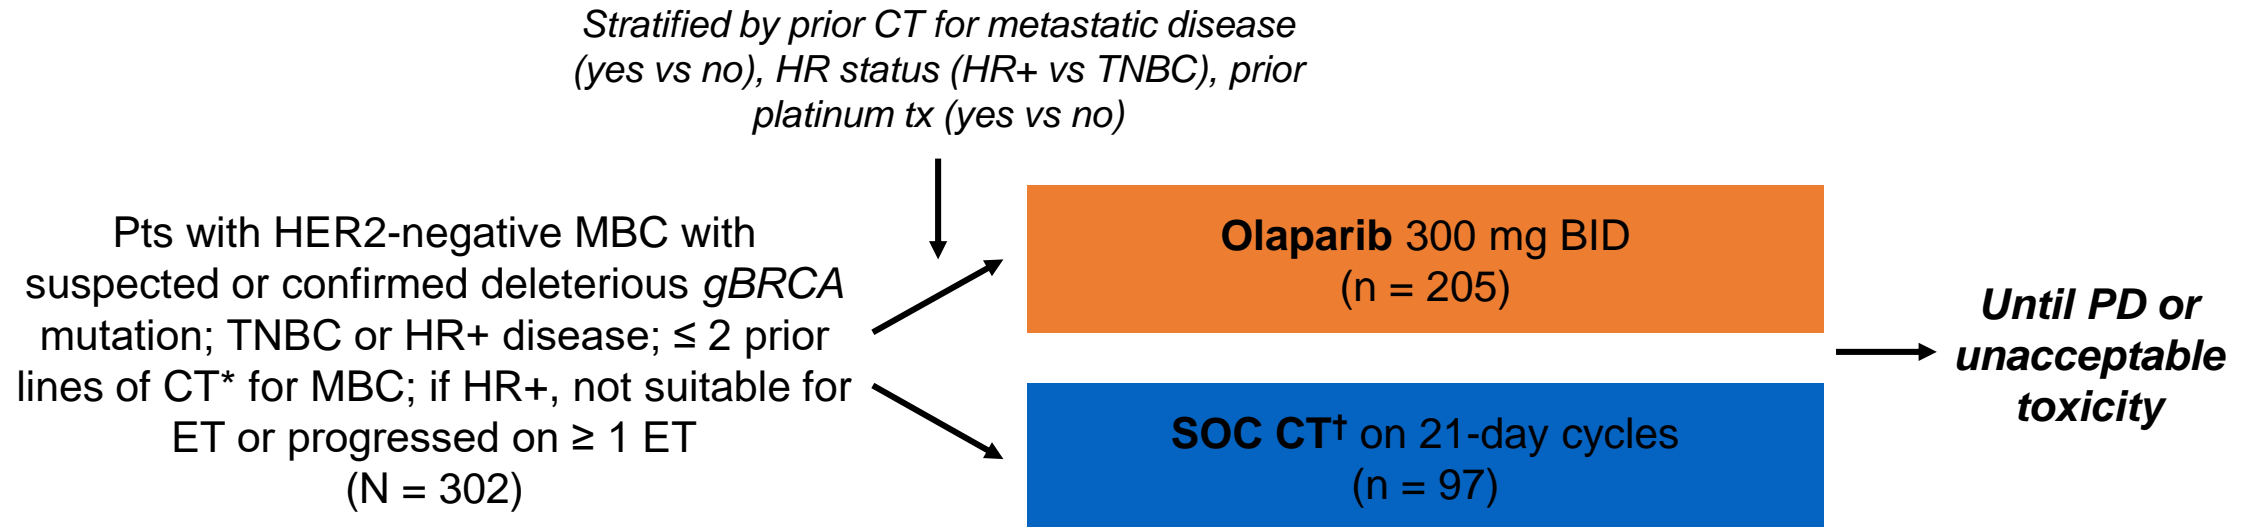 Stratified by prior CT for metastatic disease
(yes vs no), HR status (HR+ vs TNBC), prior
platinum tx (yes vs no)
Pts with HER2-negative MBC with
suspected or confirmed deleterious gBRCA
mutation; TNBC or HR+ disease; ≤ 2 prior
lines of CT* for MBC; if HR+, not suitable for
ET or progressed on ≥ 1 ET
(N = 302)
Olaparib 300 mg BID
(n = 205)
SOC CT† on 21-day cycles
(n = 97)
Until PD or
unacceptable
toxicity